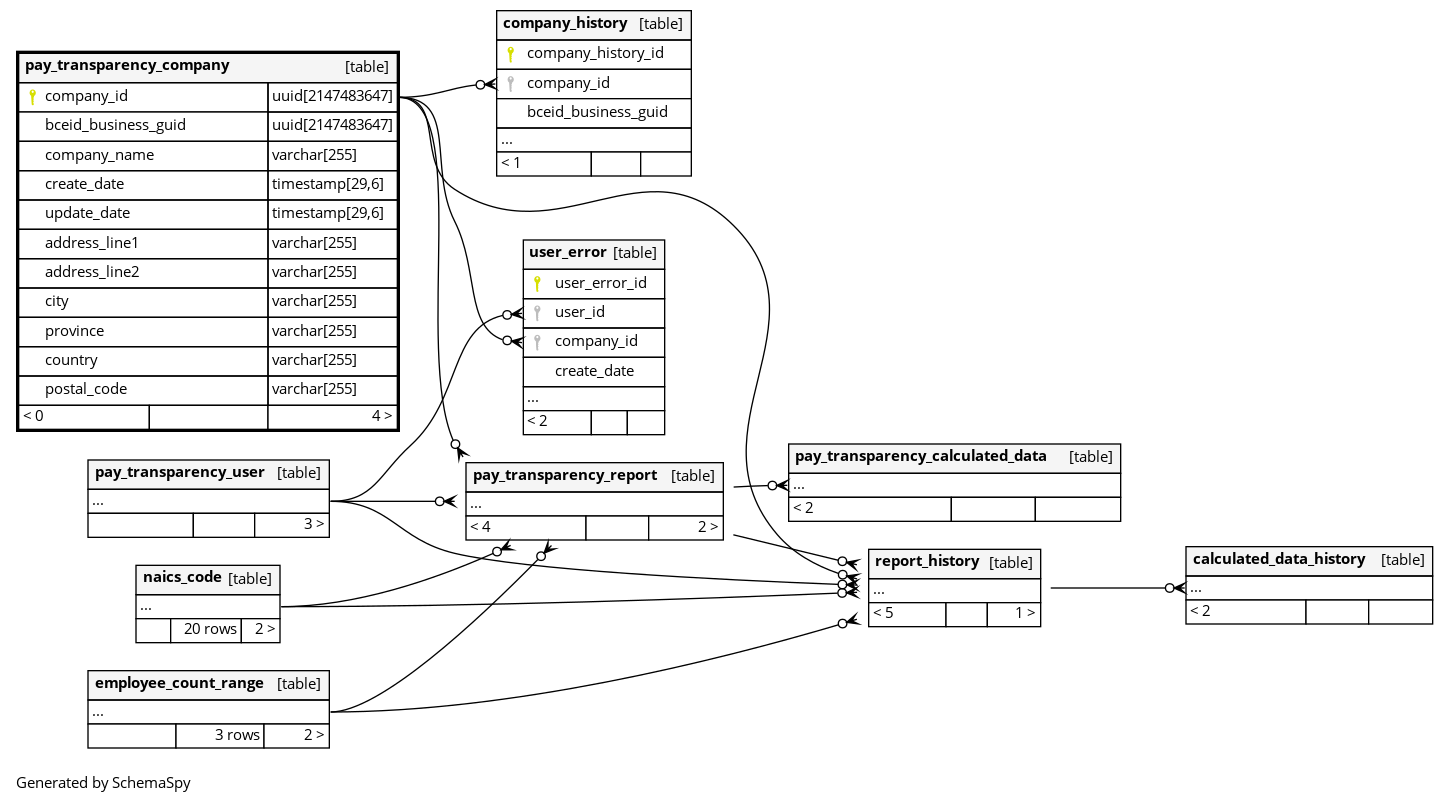 company_history [table]
company_history_id
company_id
bceid_business_guid
...
< 1
pay_transparency_company [table]
company_id uuid[2147483647]
bceid_business_guid uuid[2147483647]
company_name varchar[255]
create_date timestamp[29,6]
update_date timestamp[29,6]
address_line1 varchar[255]
address_line2 varchar[255]
city varchar[255]
province varchar[255]
country varchar[255]
postal_code varchar[255]
< 0 4 >
user_error [table]
user_error_id
user_id
company_id
create_date
...
< 2
pay_transparency_user [table]
...
3 >
pay_transparency_report [table]
...
< 4 2 >
pay_transparency_calculated_data [table]
...
< 2
naics_code [table]
...
20 rows 2 >
report_history [table]
...
< 5 1 >
calculated_data_history [table]
...
< 2
employee_count_range [table]
...
3 rows 2 >
Generated by SchemaSpy